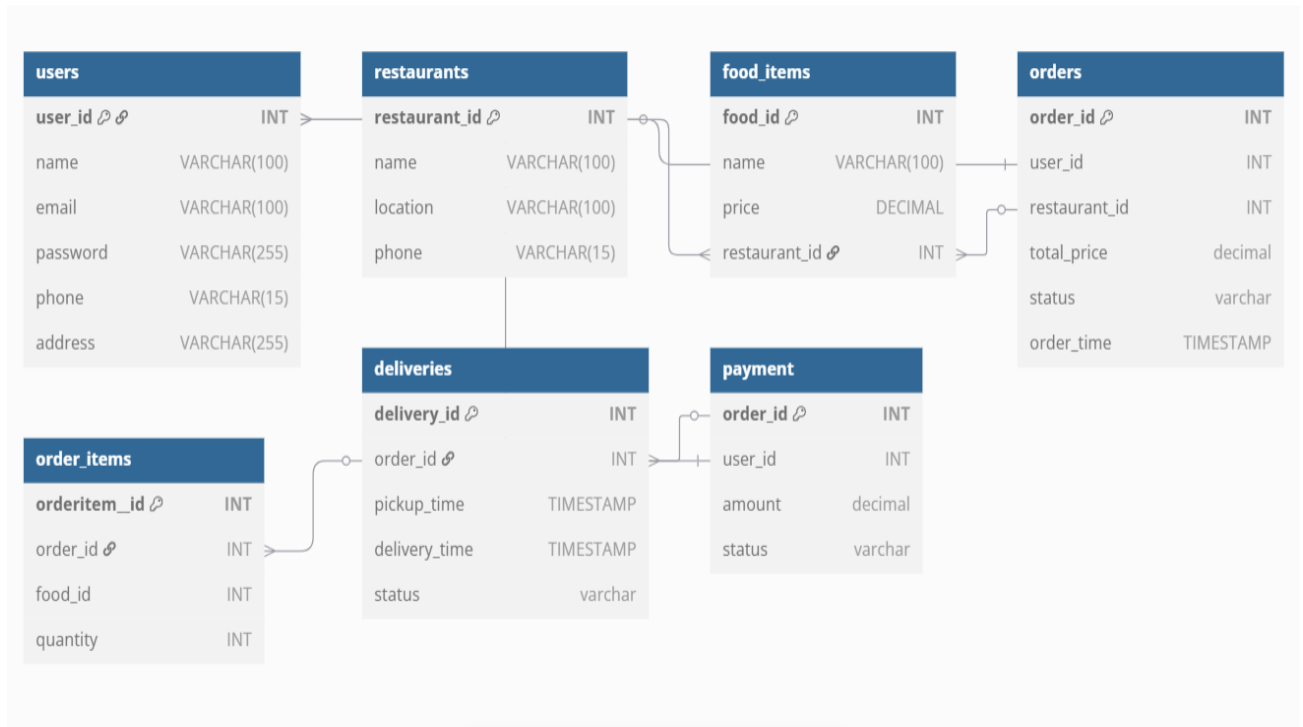 users
user_id INT
name VARCHAR(100)
email VARCHAR(100)
password VARCHAR(255)
phone VARCHAR(15)
address VARCHAR(255)
restaurants
restaurant_id INT
name VARCHAR(100)
location VARCHAR(100)
phone VARCHAR(15)
food_items
food_id INT
name VARCHAR(100)
price DECIMAL
restaurant_id INT
orders
order_id INT
user_id INT
restaurant_id INT
total_price decimal
status varchar
order_time TIMESTAMP
order_items
orderitem__id INT
order_id INT
food_id INT
quantity INT
deliveries
delivery_id INT
order_id INT
pickup_time TIMESTAMP
delivery_time TIMESTAMP
status varchar
payment
order_id INT
user_id INT
amount decimal
status varchar